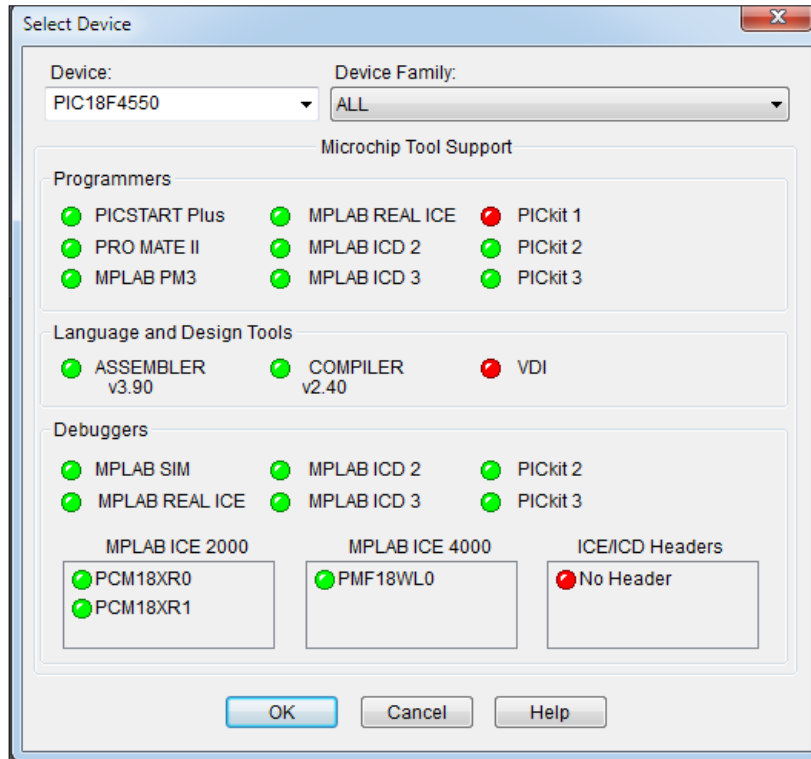 Select Device
Device: Device Family:
PIC18F4550 ALL
Microchip Tool Support
Programmers
PICSTART Plus MPLAB REAL ICE PICkit 1
PRO MATE II MPLAB ICD 2 PICkit 2
MPLAB PM3 MPLAB ICD 3 PICkit 3
Language and Design Tools
ASSEMBLER COMPILER VDI
v3.90 v2.40
Debuggers
MPLAB SIM MPLAB ICD 2 PICkit 2
MPLAB REAL ICE MPLAB ICD 3 PICkit 3
MPLAB ICE 2000 MPLAB ICE 4000 ICE/ICD Headers
PCM18XR0 PMF18WL0 No Header
PCM18XR1
OK Cancel Help